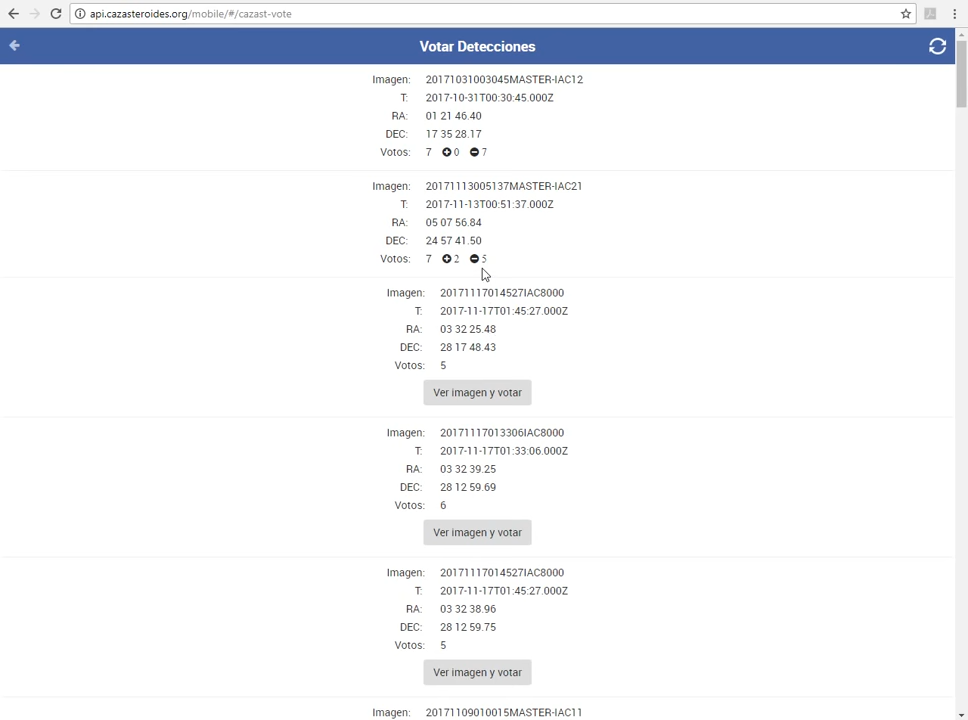 api.cazasteroides.org/mobile/#/cazast-vote
Votar Detecciones
Imagen: 20171031003045MASTER-IAC12
T: 2017-10-31T00:30:45.000Z
RA: 01 21 46.40
DEC: 17 35 28.17
Votos: 7 0 7
Imagen: 20171113005137MASTER-IAC21
T: 2017-11-13T00:51:37.000Z
RA: 05 07 56.84
DEC: 24 57 41.50
Votos: 7 2 5
Imagen: 20171117014527IAC8000
T: 2017-11-17T01:45:27.000Z
RA: 03 32 25.48
DEC: 28 17 48.43
Votos: 5
Ver imagen y votar
Imagen: 20171117013306IAC8000
T: 2017-11-17T01:33:06.000Z
RA: 03 32 39.25
DEC: 28 12 59.69
Votos: 6
Ver imagen y votar
Imagen: 20171117014527IAC8000
T: 2017-11-17T01:45:27.000Z
RA: 03 32 38.96
DEC: 28 12 59.75
Votos: 5
Ver imagen y votar
Imagen: 20171109010015MASTER-IAC11